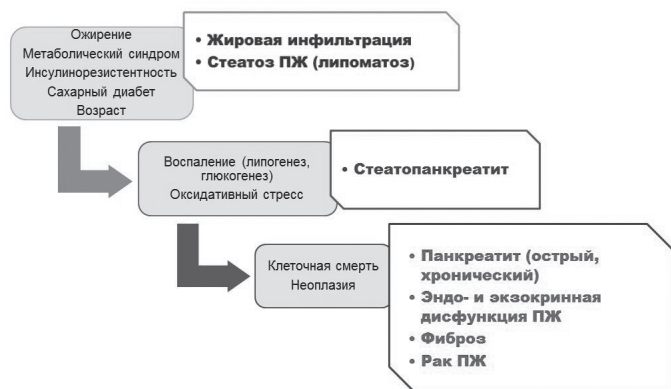 Ожирение
Метаболический синдром
Инсулинорезистентность
Сахарный диабет
Возраст
• Жировая инфильтрация
• Стеатоз ПЖ (липоматоз)
Воспаление (липогенез,
глюкогенез)
Оксидативный стресс
• Стеатопанкреатит
Клеточная смерть
Неоплазия
• Панкреатит (острый,
хронический)
• Эндо- и экзокринная
дисфункция ПЖ
• Фиброз
• Рак ПЖ